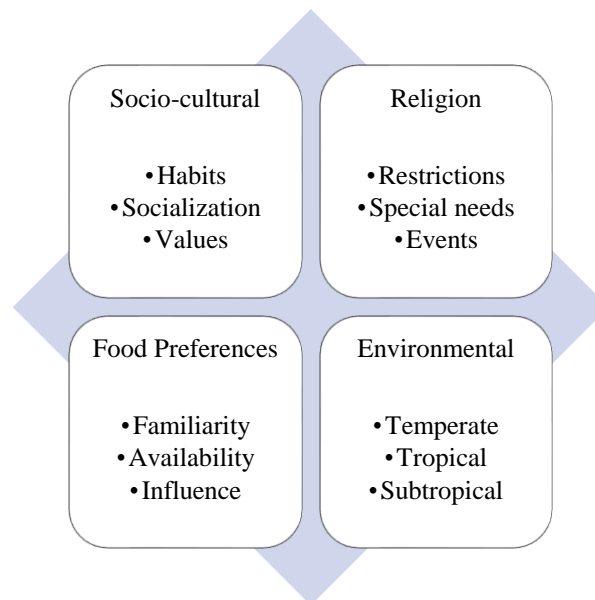 Socio-cultural
•Habits
•Socialization
•Values
Religion
•Restrictions
•Special needs
•Events
Food Preferences
•Familiarity
•Availability
•Influence
Environmental
•Temperate
•Tropical
•Subtropical